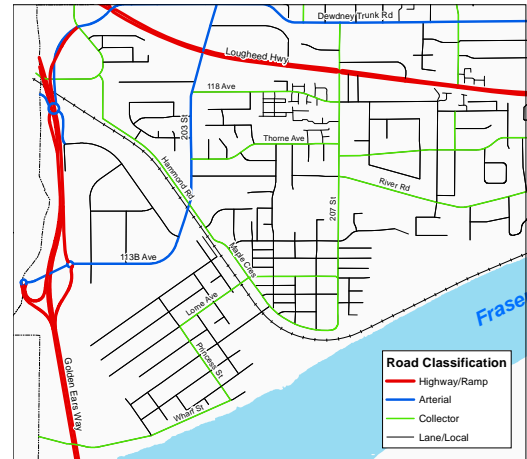 Dewdney Trunk Rd
Lougheed Hwy
118 Ave
203 St
Thorne Ave
Hammond Rd
River Rd
207 St
Maple Cres
113B Ave
Lorne Ave
Fraser
Princess St
Golden Ears Way
Wharf St
Road Classification
Highway/Ramp
Arterial
Collector
Lane/Local